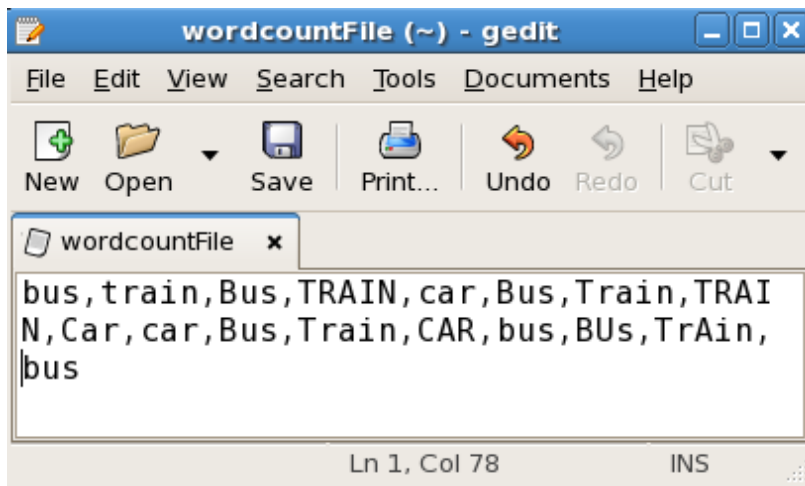 wordcountFile (~) - gedit
File Edit View Search Tools Documents Help
New Open Save Print... Undo Redo Cut
wordcountFile
bus,train,Bus,TRAIN,car,Bus,Train,TRAI
N,Car,car,Bus,Train,CAR,bus,BUs,TrAin,
bus
Ln 1, Col 78 INS